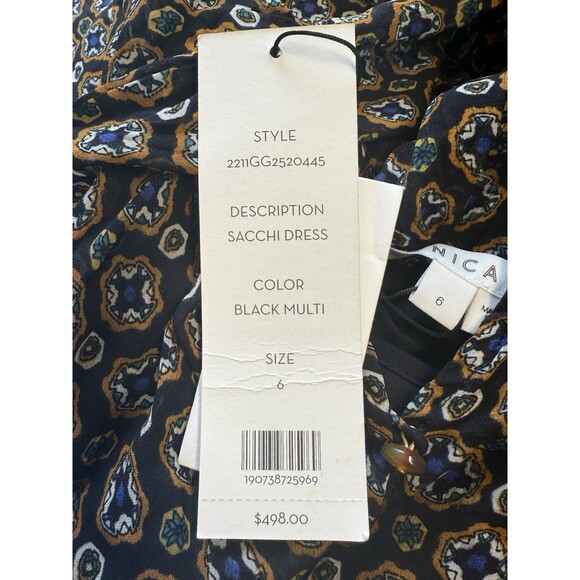 STYLE
2211GG2520445
DESCRIPTION
SACCHI DRESS
COLOR
BLACK MULTI
SIZE
6
190738725969
$498.00
NICA
6